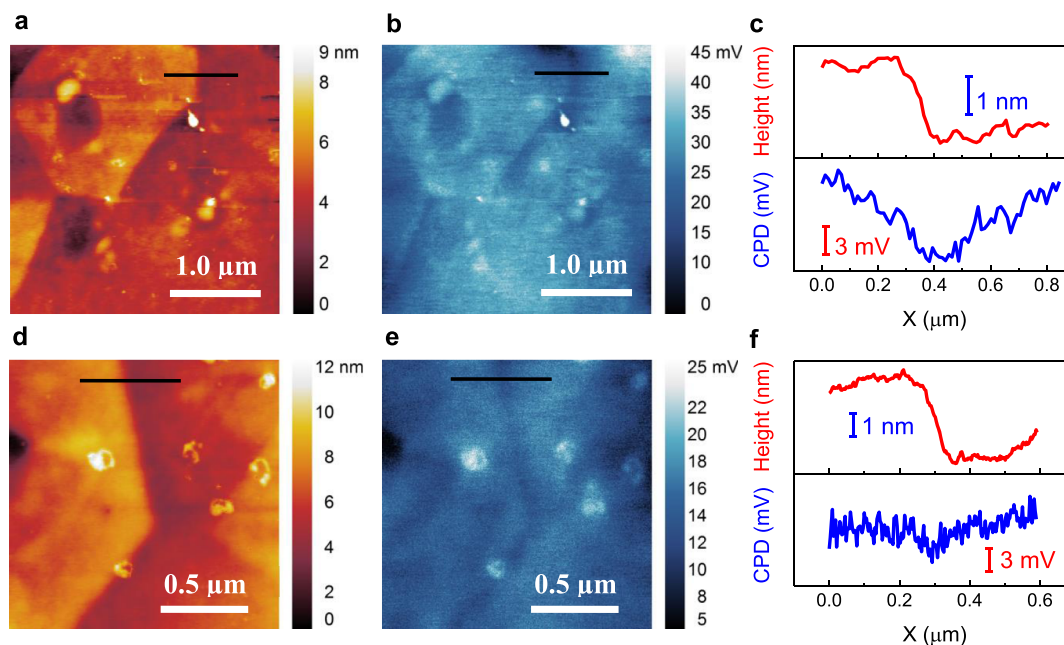 a
9 nm
8
6
4
2
0
1.0 µm
b
45 mV
40
35
30
25
20
15
10
0
1.0 µm
c
Height (nm)
1 nm
CPD (mV)
3 mV
0.0 0.2 0.4 0.6 0.8
X (µm)
d
12 nm
10
8
6
4
2
0
0.5 µm
e
25 mV
22
20
18
16
14
12
10
8
5
0.5 µm
f
Height (nm)
1 nm
CPD (mV)
3 mV
0.0 0.2 0.4 0.6
X (µm)